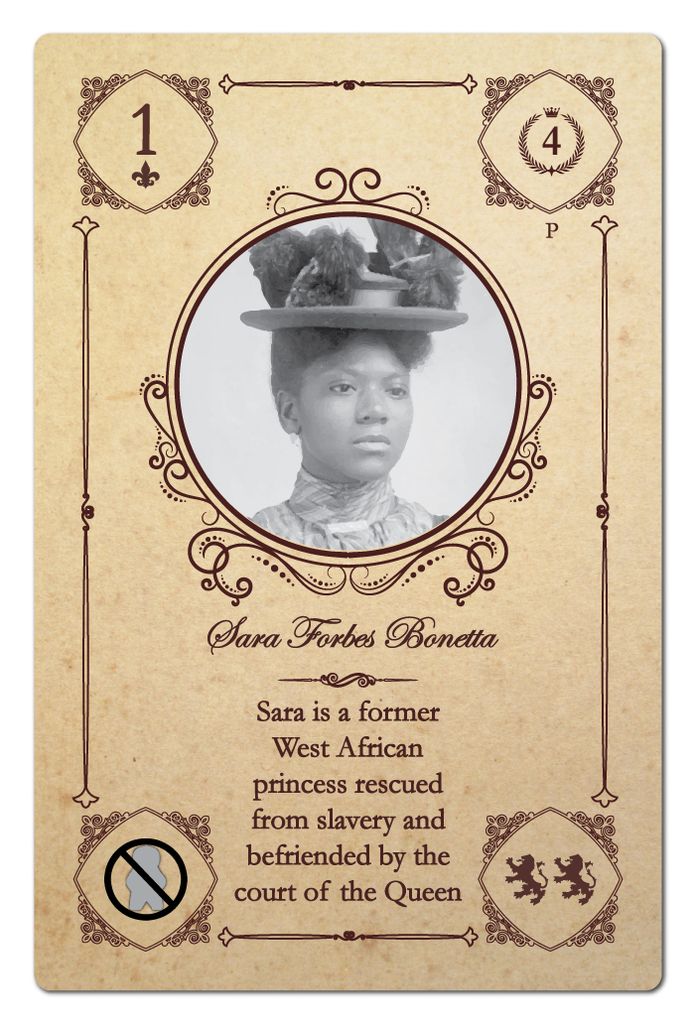 1
4
P
Sara Forbes Bonetta
Sara is a former
West African
princess rescued
from slavery and
befriended by the
court of the Queen